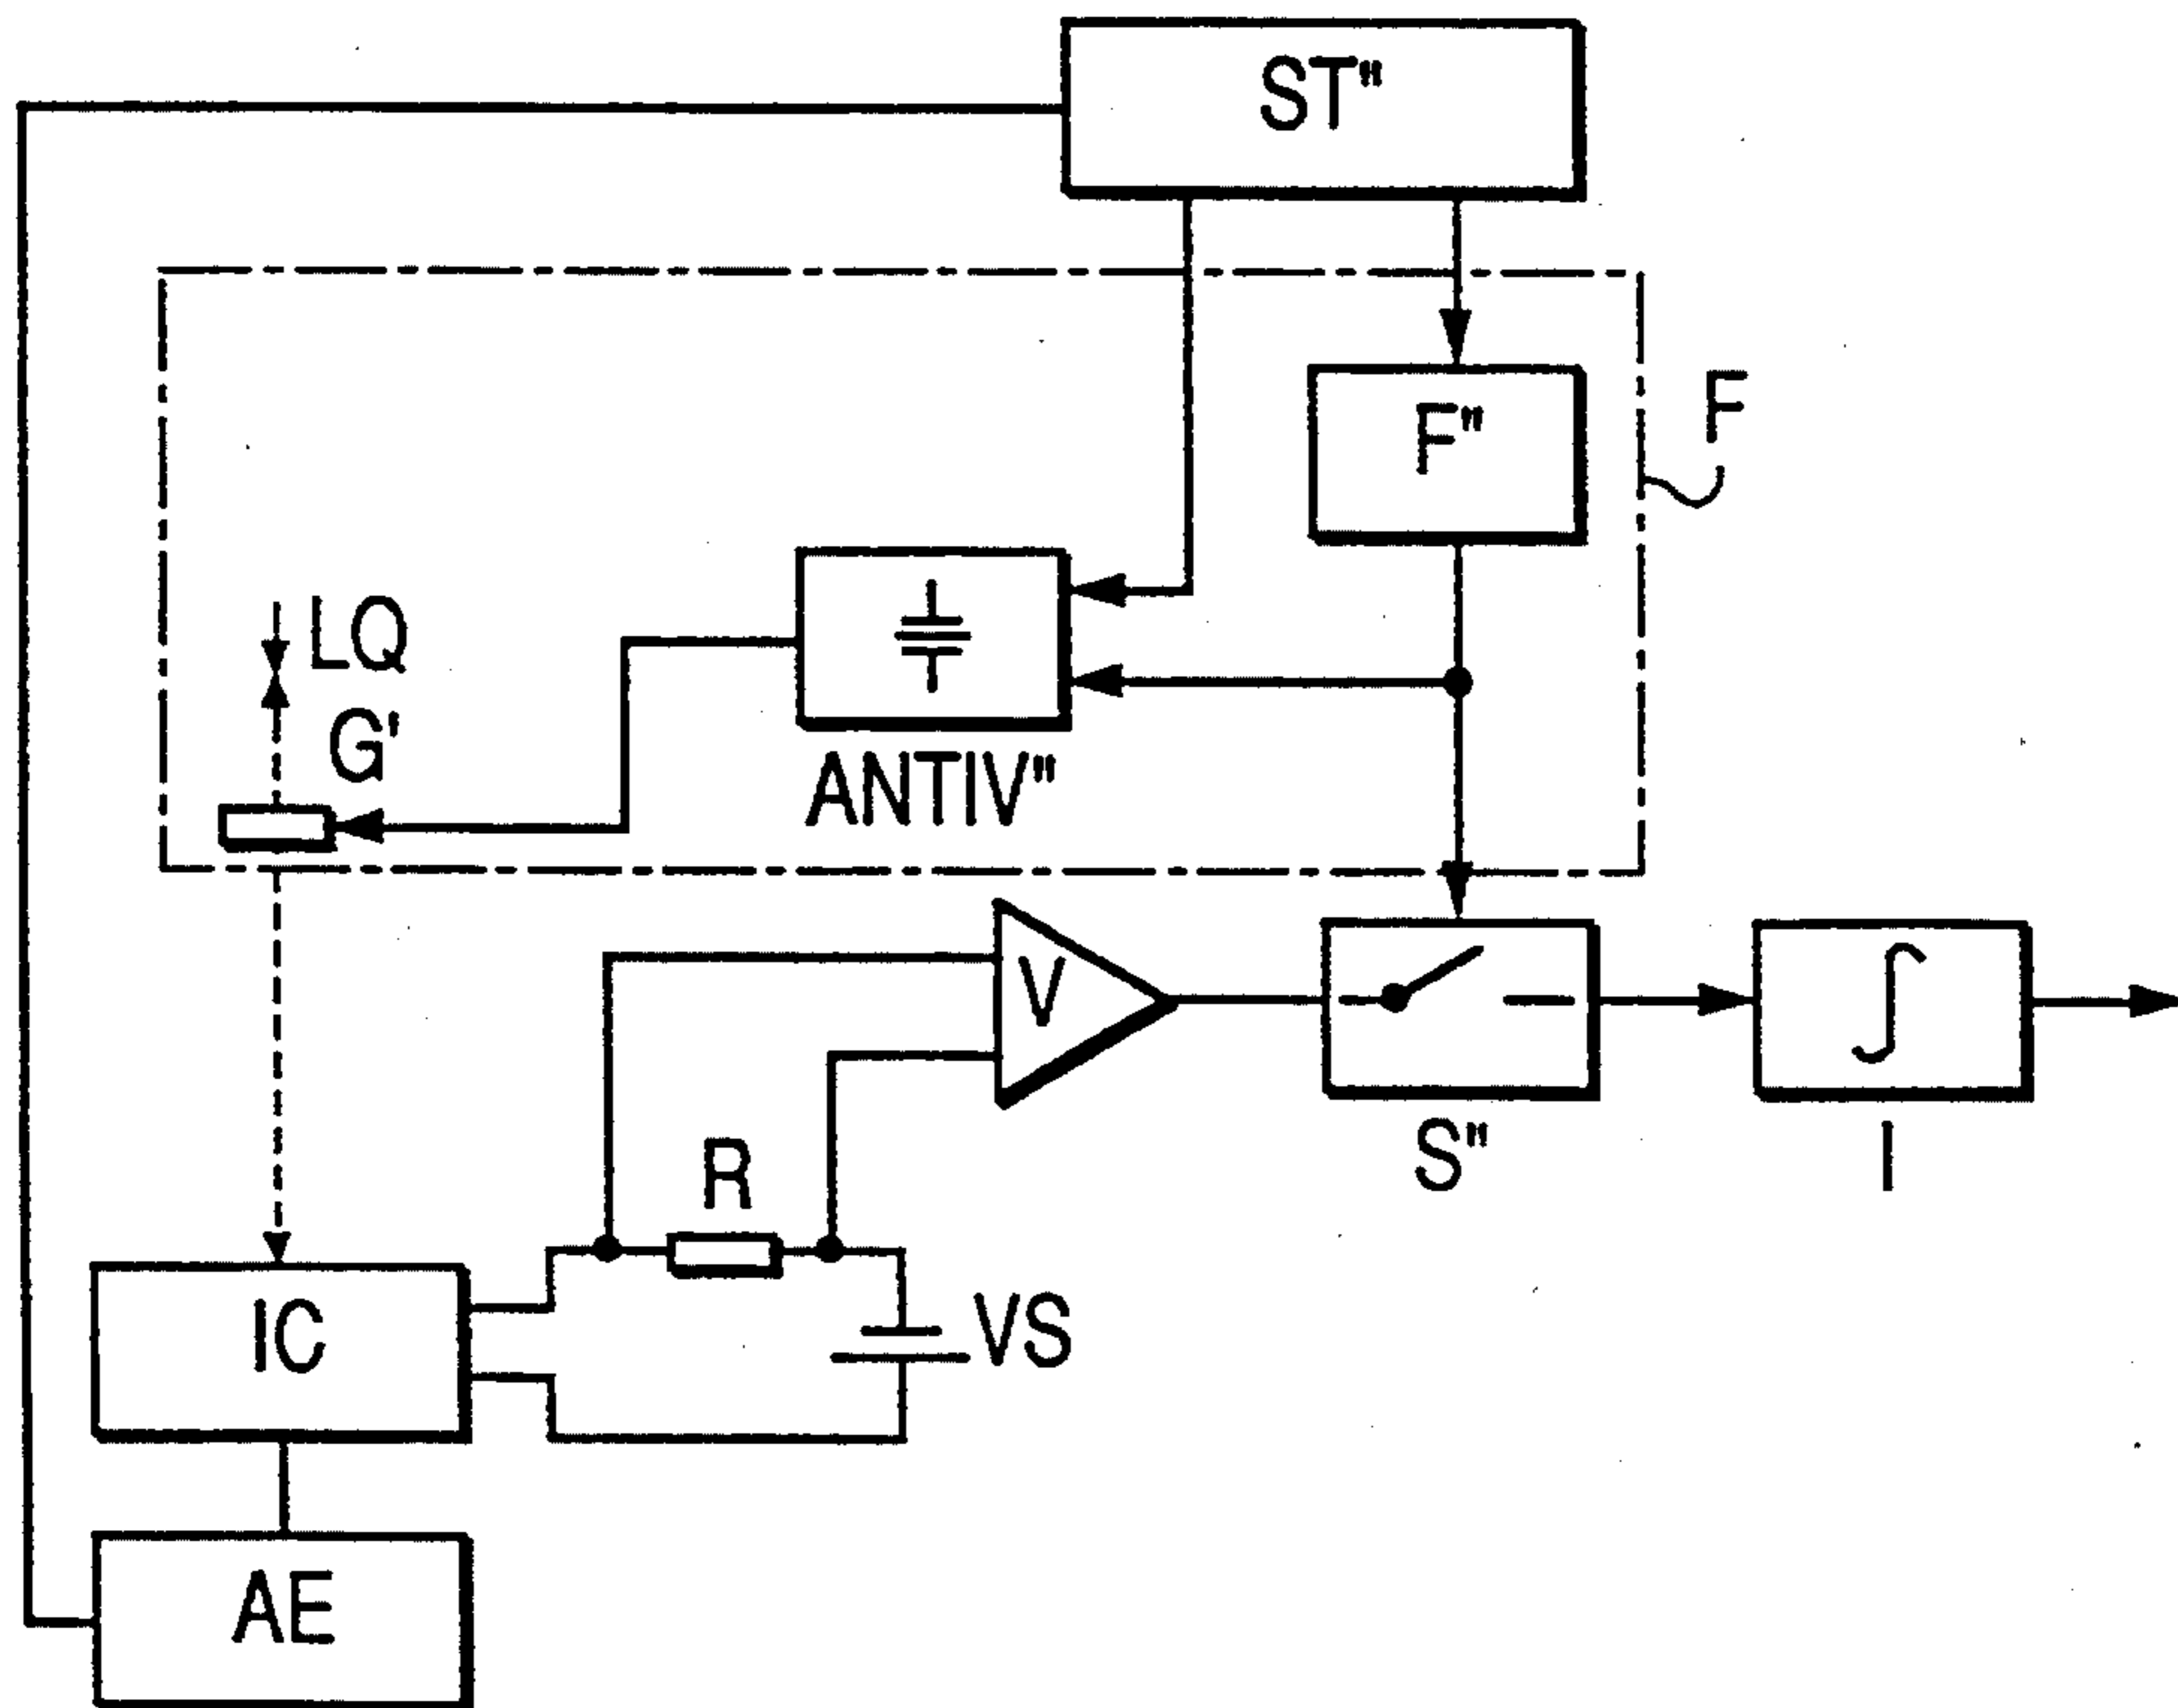 ST"
F"
F
LQ
G'
ANTIV"
V
S"
I
R
VS
IC
AE